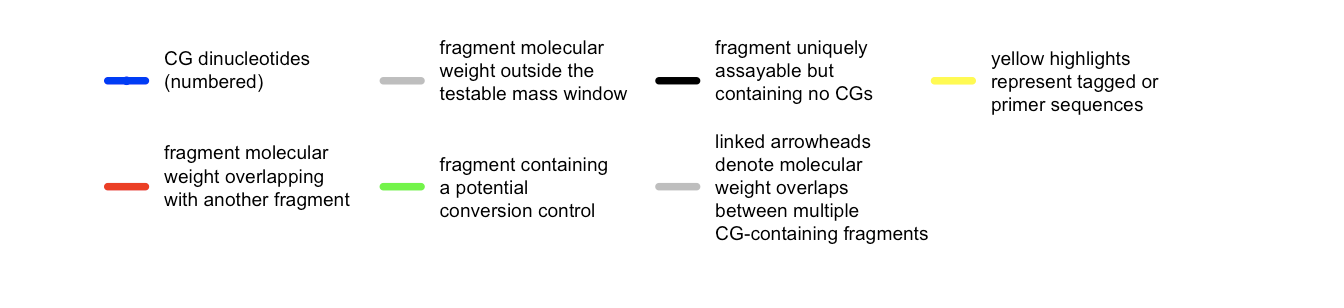 CG dinucleotides
(numbered)
fragment molecular
weight outside the
testable mass window
fragment uniquely
assayable but
containing no CGs
yellow highlights
represent tagged or
primer sequences
fragment molecular
weight overlapping
with another fragment
fragment containing
a potential
conversion control
linked arrowheads
denote molecular
weight overlaps
between multiple
CG-containing fragments